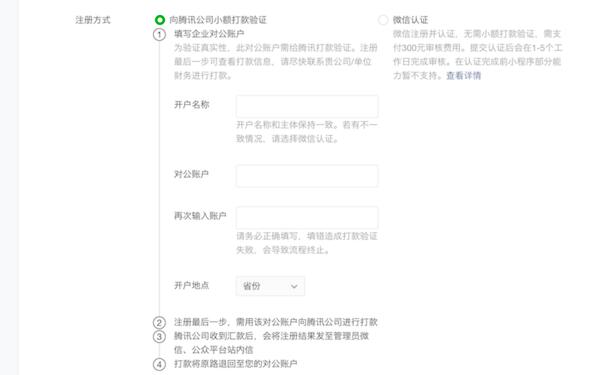 注册方式
向腾讯公司小额打款验证
微信认证
1 填写企业对公账户
为验证真实性，此对公账户需给腾讯打款验证。注册
最后一步可查看打款信息，请尽快联系贵公司/单位
财务进行打款。
微信注册并认证，无需小额打款验证，需支
付300元审核费用。提交认证后会在1-5个工
作日完成审核。在认证完成前小程序部分能
力暂不支持。查看详情
开户名称
开户名称和主体保持一致。若有不一
致情况，请选择微信认证。
对公账户
再次输入账户
请务必正确填写，填错造成打款验证
失败，会导致流程终止。
开户地点
省份
2 注册最后一步，需用该对公账户向腾讯公司进行打款
3 腾讯公司收到汇款后，会将注册结果发至管理员微
信、公众平台站内信
4 打款将原路退回至您的对公账户